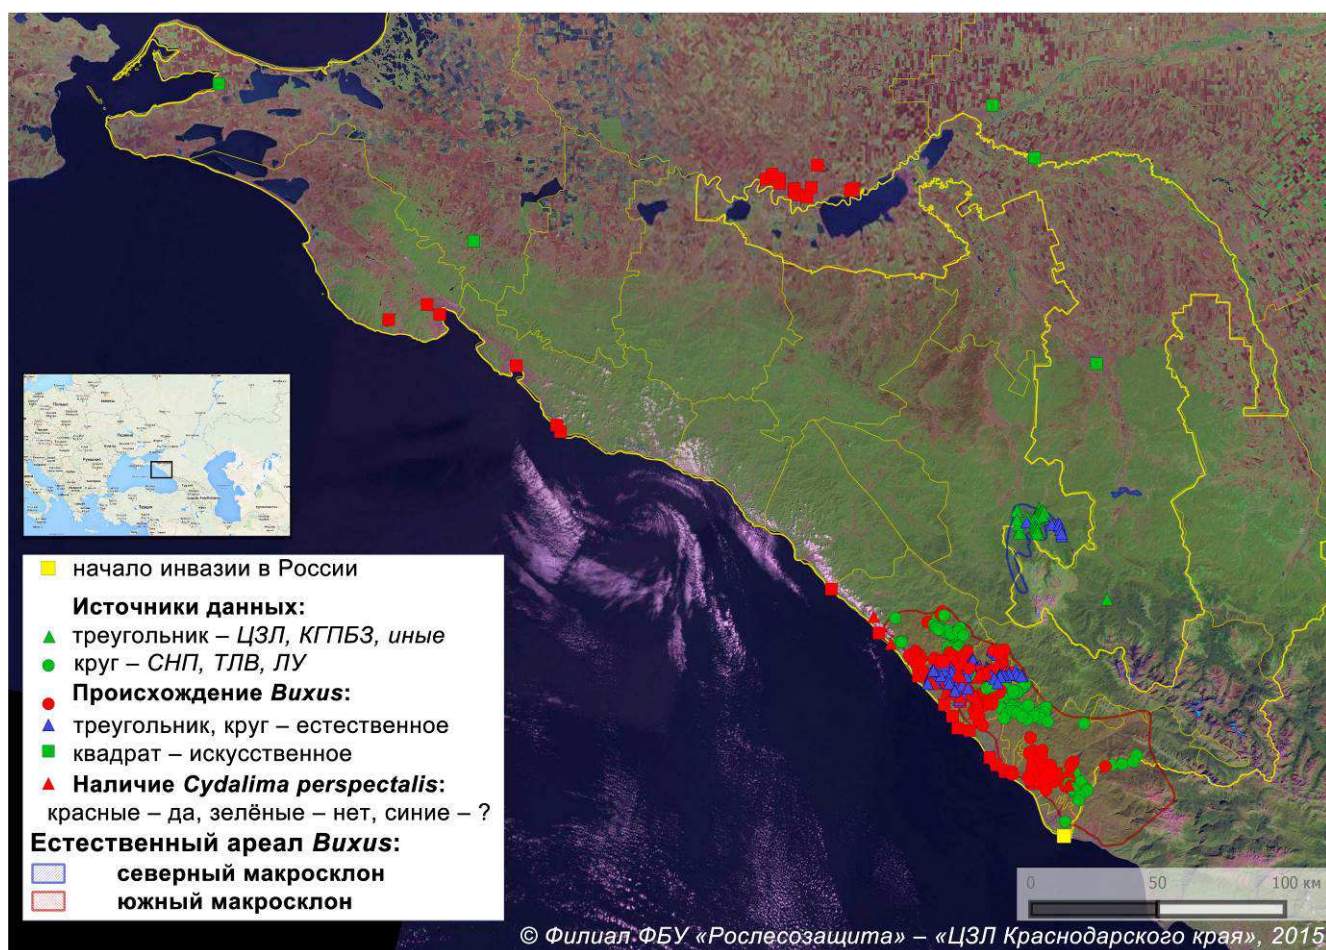 начало инвазии в России
Источники данных:
треугольник – ЦЗЛ, КГПБЗ, иные
круг – СНП, ТЛВ, ЛУ
Происхождение Buxus:
треугольник, круг – естественное
квадрат – искусственное
Наличие Cydalima perspectalis:
красные – да, зелёные – нет, синие – ?
Естественный ареал Buxus:
северный макросклон
южный макросклон
0 50 100 км
© Филиал ФБУ «Рослесозащита» – «ЦЗЛ Краснодарского края», 2015